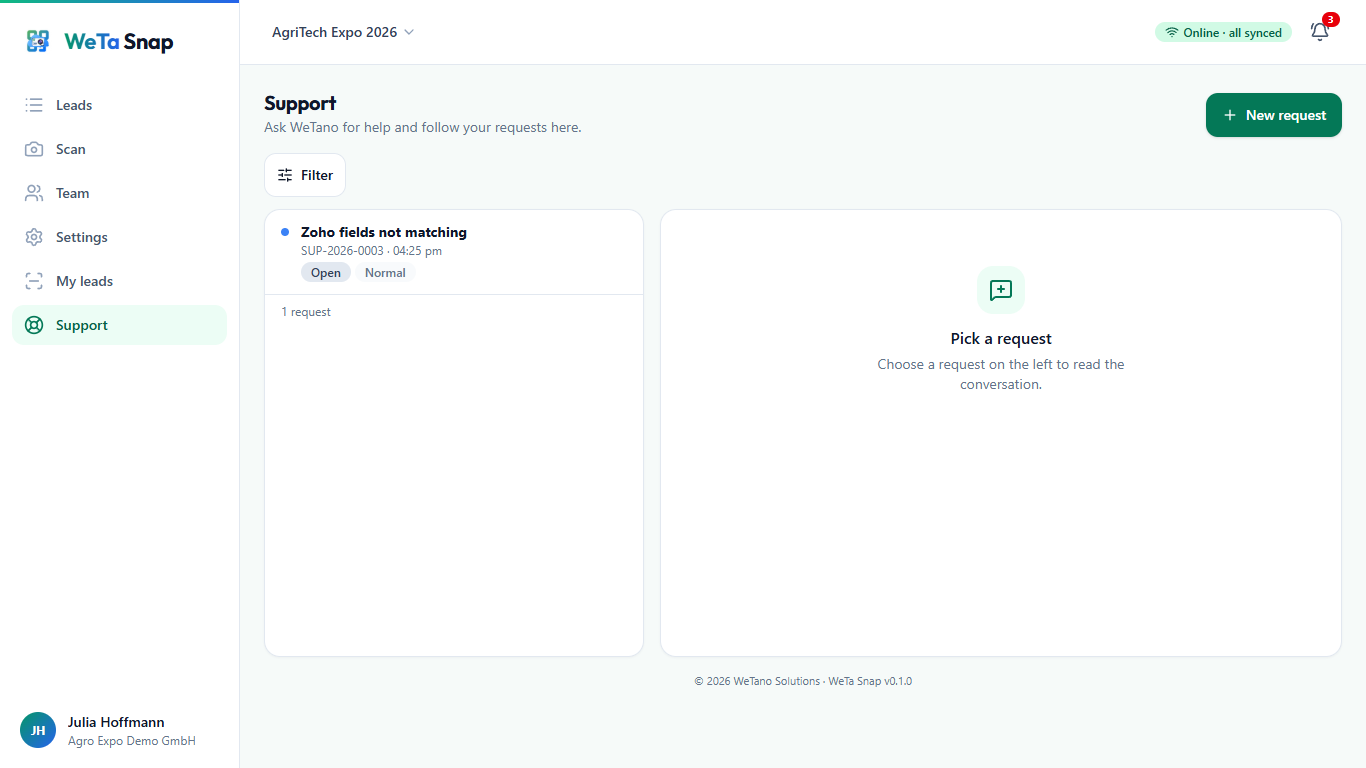 WeTa Snap
AgriTech Expo 2026
Online · all synced
3
Leads
Scan
Team
Settings
My leads
Support
Support
Ask WeTano for help and follow your requests here.
New request
Filter
Zoho fields not matching
SUP-2026-0003 · 04:25 pm
Open Normal
1 request
Pick a request
Choose a request on the left to read the
conversation.
© 2026 WeTano Solutions · WeTa Snap v0.1.0
JH
Julia Hoffmann
Agro Expo Demo GmbH